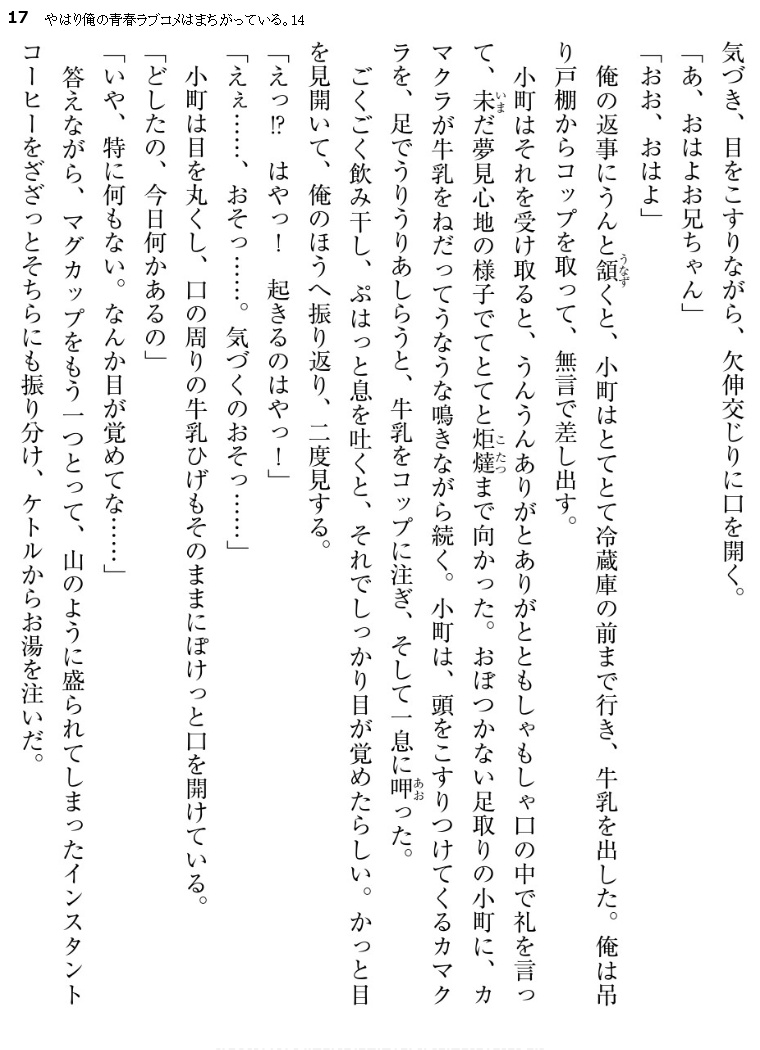 17 やはり俺の青春ラブコメはまちがっている。14
気づき、目をこすりながら、欠伸交じりに口を開く。
「あ、おはよお兄ちゃん」
「おお、おはよ」
俺の返事にうんと頷くと、小町はとてとて冷蔵庫の前まで行き、牛乳を出した。俺は吊
り戸棚からコップを取って、無言で差し出す。
小町はそれを受け取ると、うんうんありがとありがとともしゃもしゃ口の中で礼を言っ
て、未だ夢見心地の様子でてとてと炬燵まで向かった。おぼつかない足取りの小町に、カ
マクラが牛乳をねだってうなうな鳴きながら続く。小町は、頭をこすりつけてくるカマク
ラを、足でうりうりあしらうと、牛乳をコップに注ぎ、そして一息に呷った。
ごくごく飲み干し、ぷはっと息を吐くと、それでしっかり目が覚めたらしい。かっと目
を見開いて、俺のほうへ振り返り、二度見する。
「えっ!? はやっ! 起きるのはやっ!」
「えぇ……、おそっ……。気づくのおそっ……」
小町は目を丸くし、口の周りの牛乳ひげもそのままにぽけっと口を開けている。
「どしたの、今日何かあるの」
「いや、特に何もない。なんか目が覚めてな……」
答えながら、マグカップをもう一つとって、山のように盛られてしまったインスタント
コーヒーをざざっとそちらにも振り分け、ケトルからお湯を注いだ。